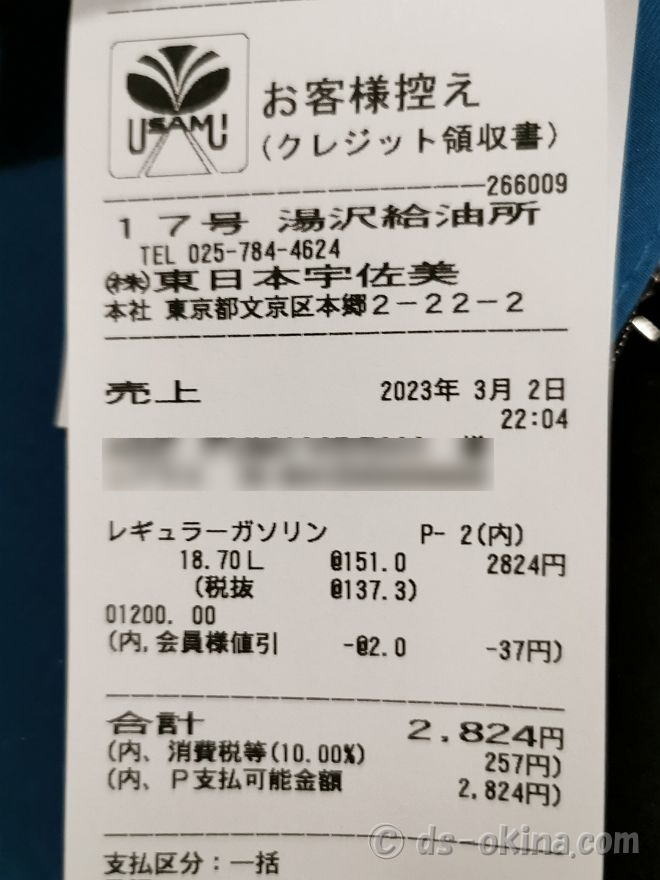 USAMI
お客様控え
(クレジット領収書)
266009
17号 湯沢給油所
TEL 025-784-4624
㈱東日本宇佐美
本社 東京都文京区本郷2-22-2
売上 2023年 3月 2日
22:04
様
レギュラーガソリン P- 2(内)
18.70L @151.0 2824円
(税抜 @137.3)
01200. 00
(内,会員様値引 -@2.0 -37円)
合計 2,824円
(内、消費税等(10.00%) 257円)
(内、P支払可能金額 2,824円)
© ds-okina.com
支払区分:一括